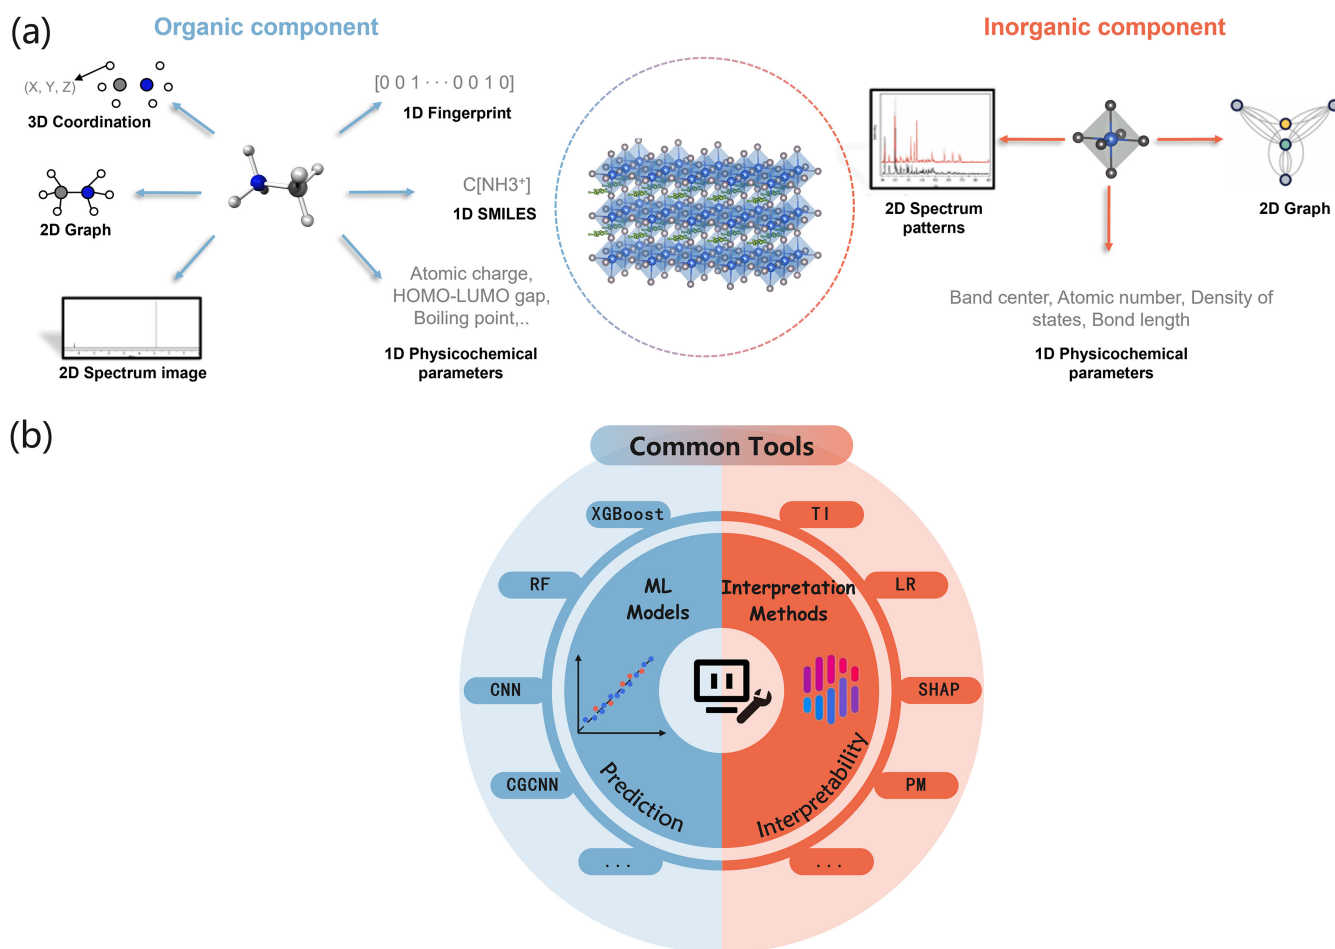 (a)
Organic component
Inorganic component
(X, Y, Z)
3D Coordination
[0 0 1 · · · 0 0 1 0]
1D Fingerprint
2D Graph
C[NH3⁺]
1D SMILES
2D Spectrum image
Atomic charge,
HOMO-LUMO gap,
Boiling point,..
1D Physicochemical
parameters
2D Spectrum
patterns
2D Graph
Band center, Atomic number, Density of
states, Bond length
1D Physicochemical
parameters
(b)
Common Tools
XGBoost
RF
CNN
CGCNN
...
ML
Models
Prediction
Interpretation
Methods
Interpretability
TI
LR
SHAP
PM
...